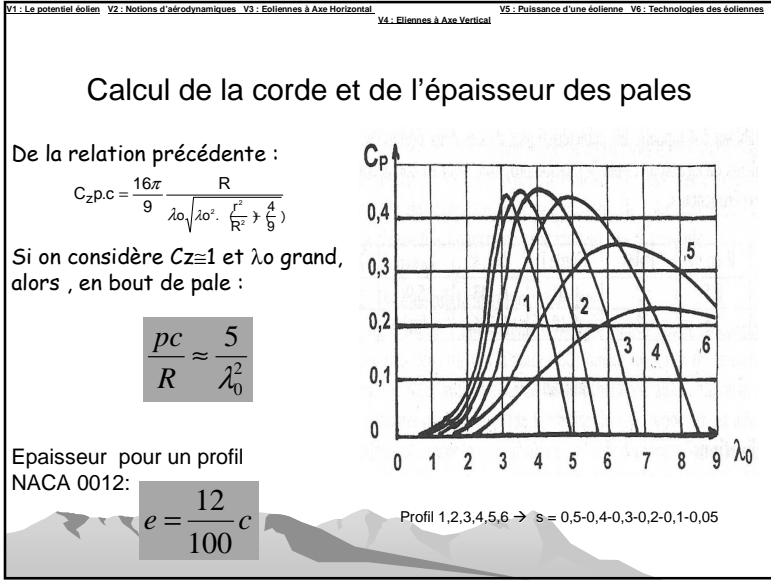 V1 : Le potentiel éolien V2 : Notions d'aérodynamiques V3 : Eoliennes à Axe Horizontal V5 : Puissance d'une éolienne V6 : Technologies des éoliennes
V4 : Eliennes à Axe Vertical
Calcul de la corde et de l'épaisseur des pales
De la relation précédente :
C_z p.c = 16π/9 R/(λo√(λo². (r²/R² + 4/9)))
Si on considère Cz≅1 et λo grand,
alors , en bout de pale :
pc/R ≈ 5/λ₀²
Epaisseur pour un profil
NACA 0012:
e = 12/100 c
C_P
0,4
0,3
0,2
0,1
0
1
2
3
4
.5
.6
0 1 2 3 4 5 6 7 8 9 λ₀
Profil 1,2,3,4,5,6 → s = 0,5-0,4-0,3-0,2-0,1-0,05